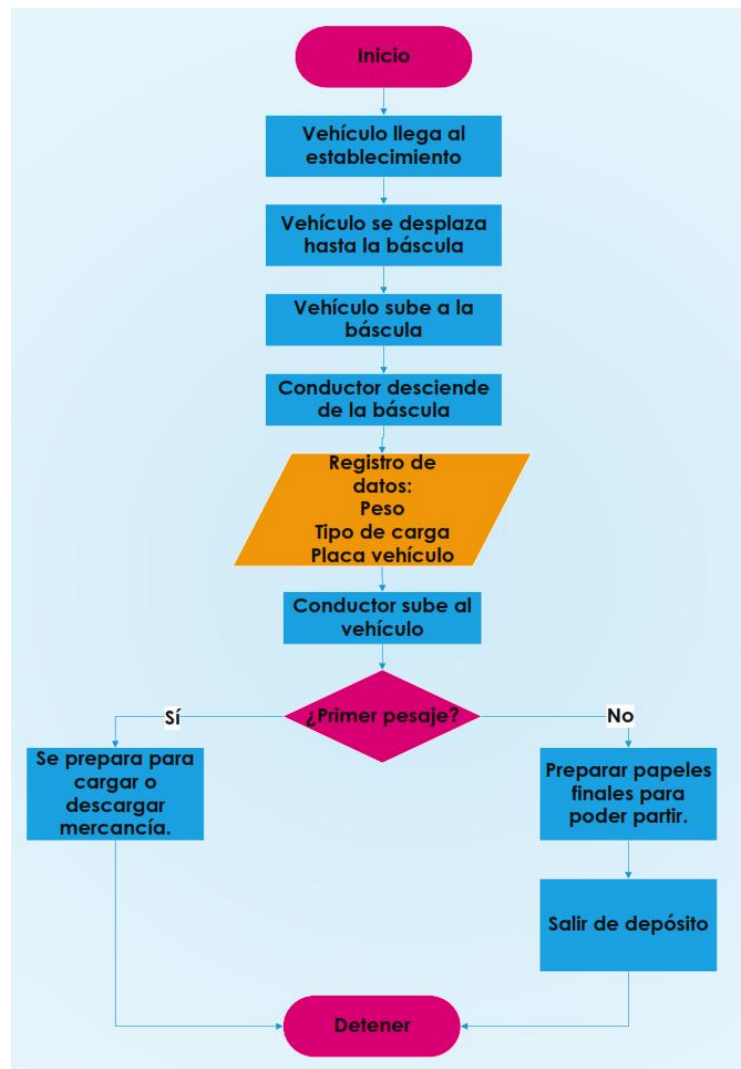 Inicio
Vehículo llega al
establecimiento
Vehículo se desplaza
hasta la báscula
Vehículo sube a la
báscula
Conductor desciende
de la báscula
Registro de
datos:
Peso
Tipo de carga
Placa vehículo
Conductor sube al
vehículo
¿Primer pesaje?
Sí
No
Se prepara para
cargar o
descargar
mercancía.
Preparar papeles
finales para
poder partir.
Salir de depósito
Detener